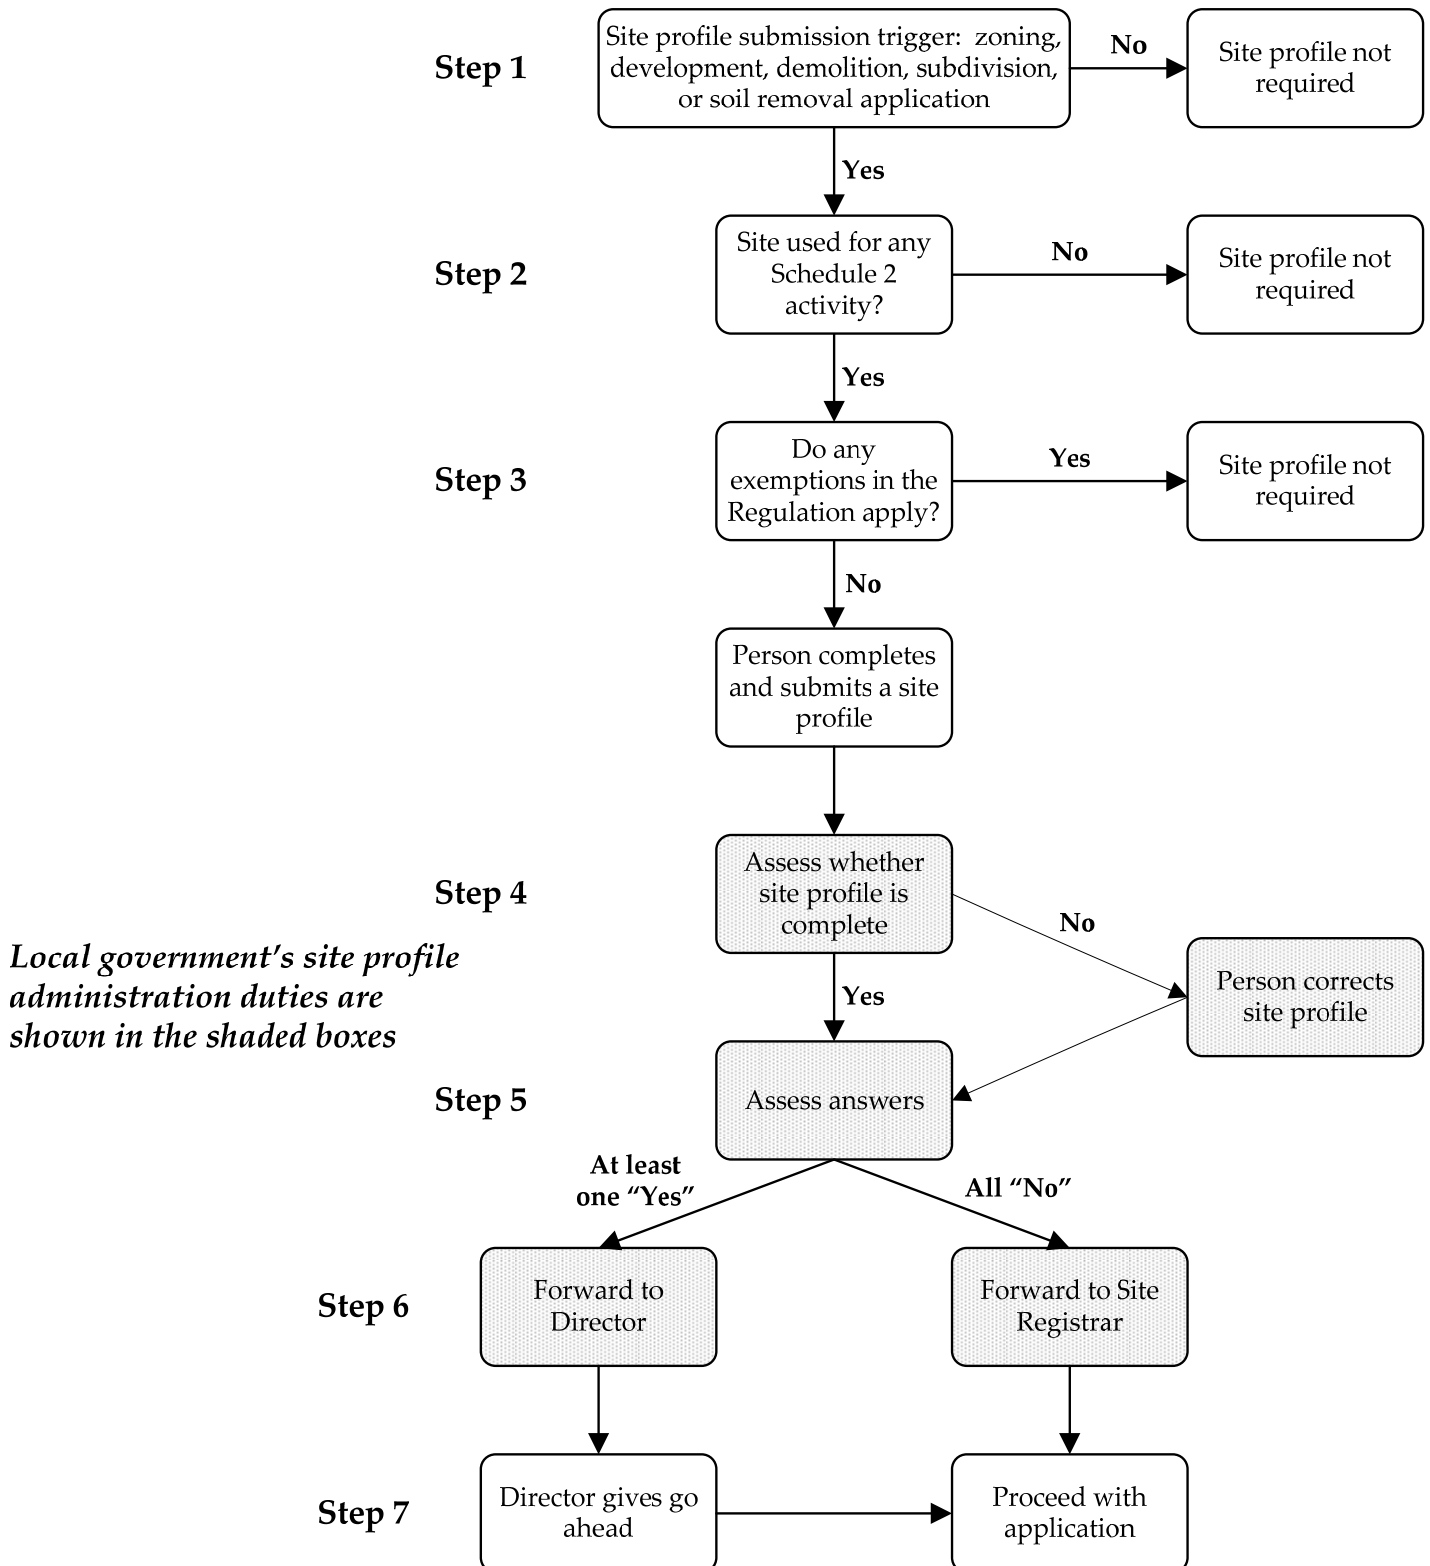 Step 1
Site profile submission trigger:  zoning,
development, demolition, subdivision,
or soil removal application
No
Site profile not
required
Yes
Step 2
Site used for any
Schedule 2
activity?
No
Site profile not
required
Yes
Step 3
Do any
exemptions in the
Regulation apply?
Yes
Site profile not
required
No
Person completes
and submits a site
profile
Step 4
Assess whether
site profile is
complete
No
Local government’s site profile
administration duties are
shown in the shaded boxes
Yes
Person corrects
site profile
Step 5
Assess answers
At least
one “Yes”
All “No”
Step 6
Forward to
Director
Forward to Site
Registrar
Step 7
Director gives go
ahead
Proceed with
application